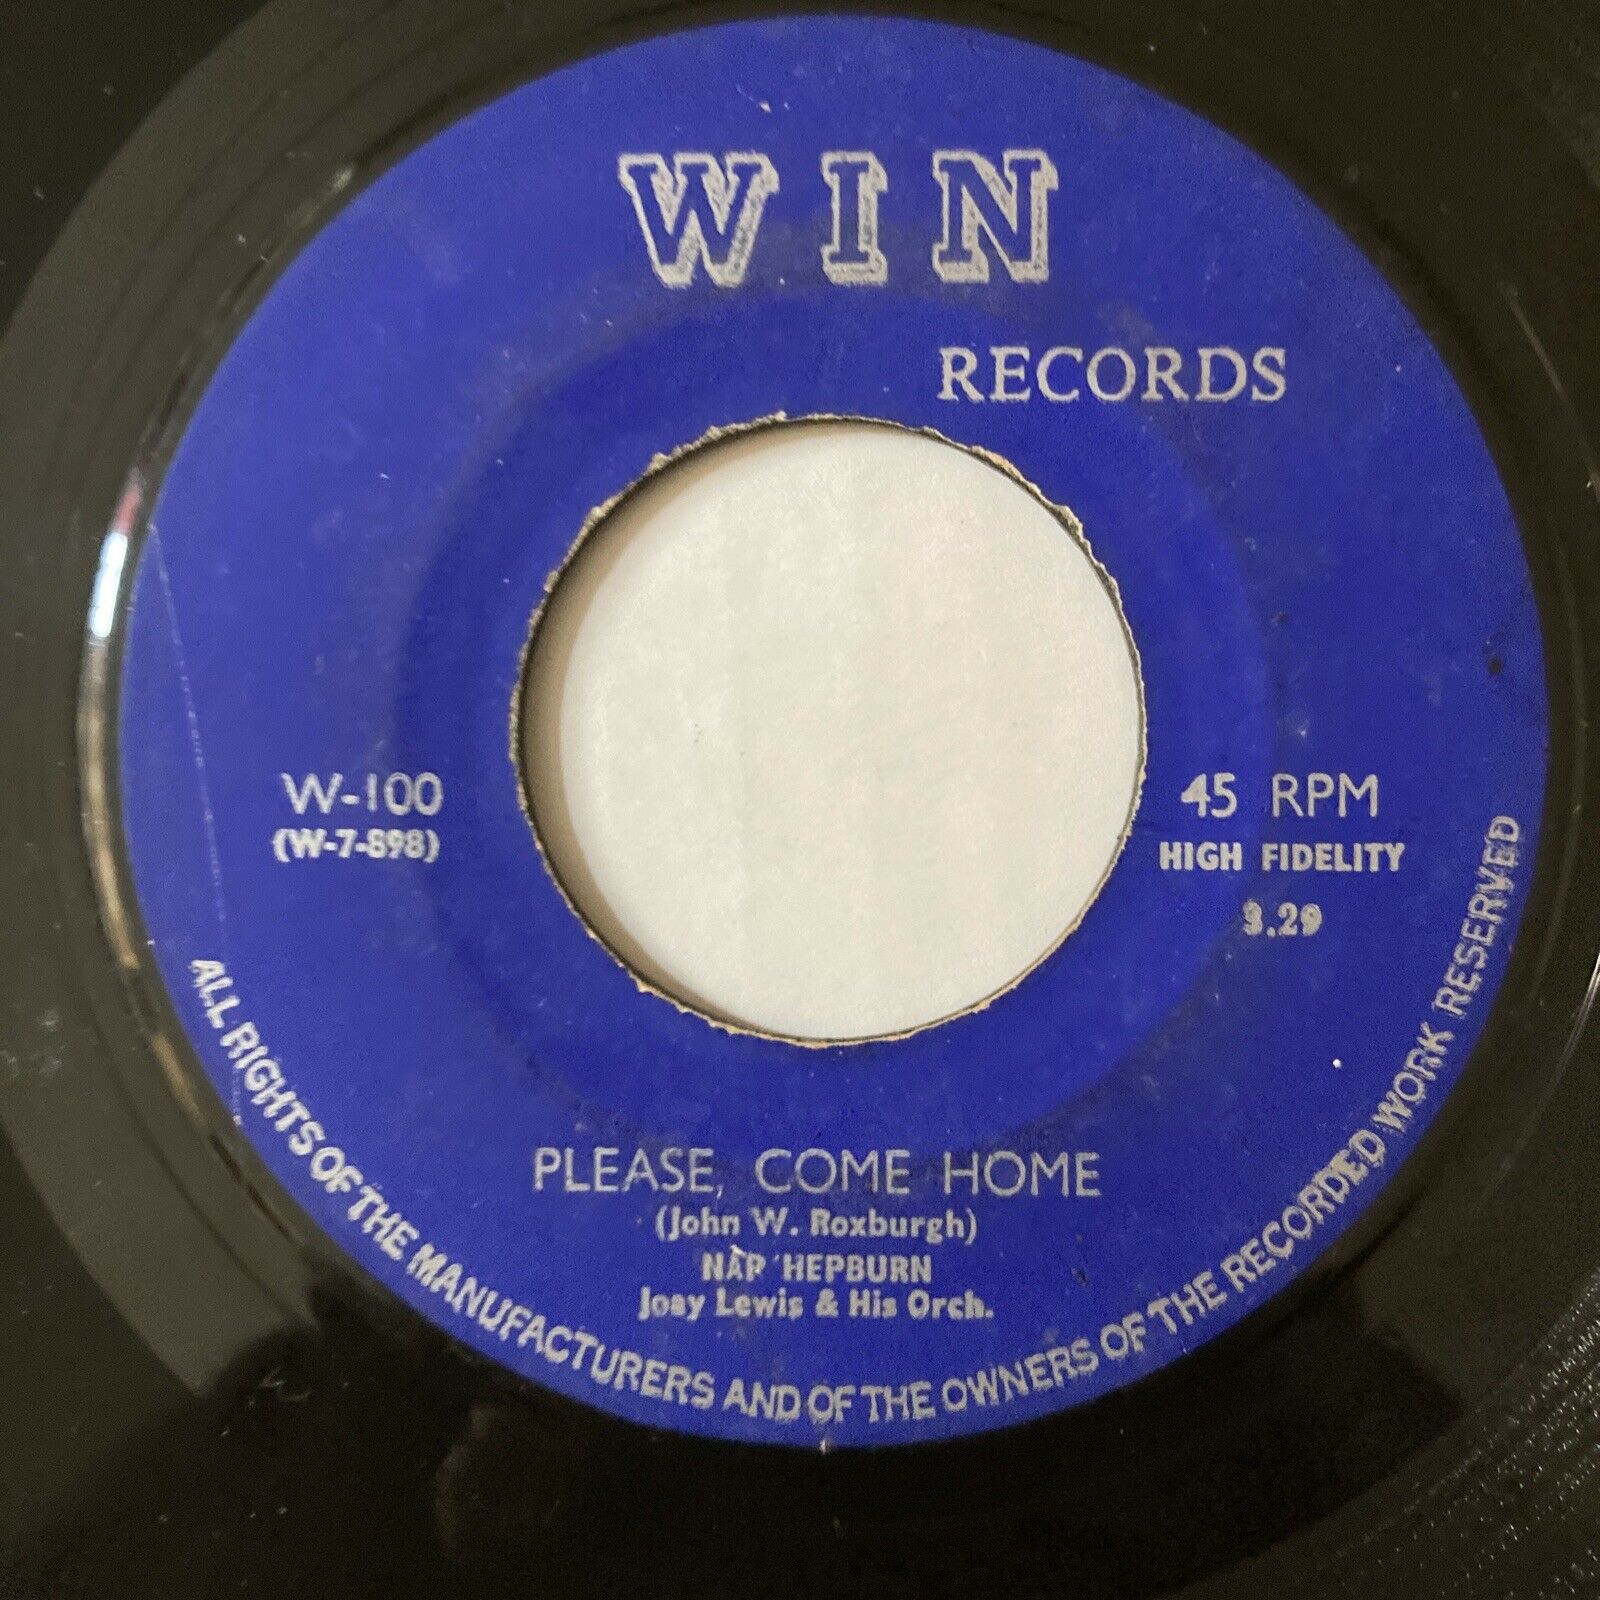 WIN
RECORDS
W-100
(W-7-898)
45 RPM
HIGH FIDELITY
3.29
PLEASE, COME HOME
(John W. Roxburgh)
NAP HEPBURN
Joey Lewis & His Orch.
ALL RIGHTS OF THE MANUFACTURERS AND OF THE OWNERS OF THE RECORDED WORK RESERVED